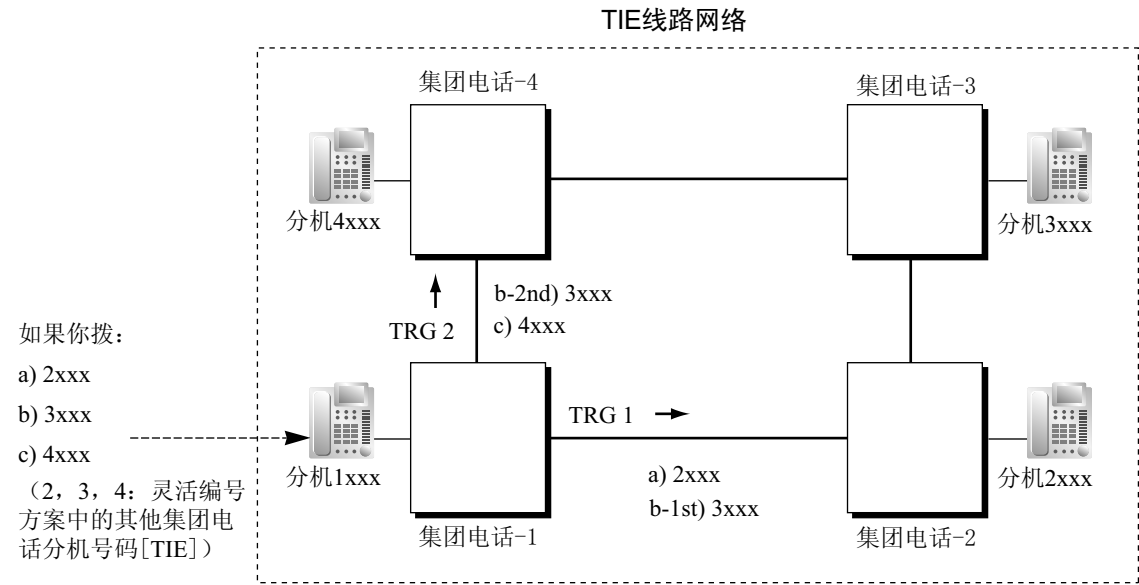 TIE线路网络
集团电话-4
集团电话-3
分机4xxx
分机3xxx
b-2nd) 3xxx
c) 4xxx
TRG 2
如果你拨：
a) 2xxx
b) 3xxx
c) 4xxx
（2，3，4：灵活编号
方案中的其他集团电
话分机号码[TIE]）
分机1xxx
TRG 1
a) 2xxx
b-1st) 3xxx
分机2xxx
集团电话-1
集团电话-2